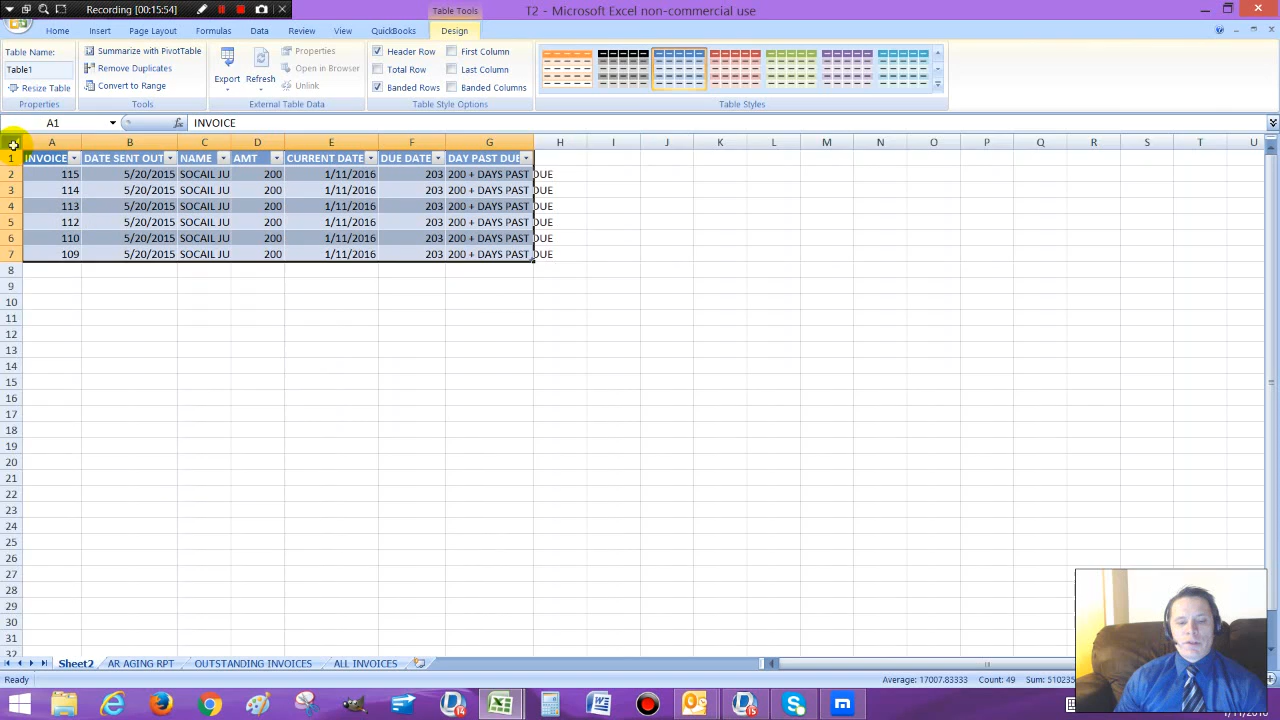 Recording [00:15:54]
Table Tools
T2 - Microsoft Excel non-commercial use
Home Insert Page Layout Formulas Data Review View QuickBooks Design
Table Name: Summarize with PivotTable Properties Header Row First Column
Table1 Remove Duplicates Export Refresh Open in Browser Total Row Last Column
Resize Table Convert to Range Unlink Banded Rows Banded Columns
Properties Tools External Table Data Table Style Options Table Styles
A1 fx INVOICE
A B C D E F G H I J K L M N O P Q R S T U
1 INVOICE DATE SENT OUT NAME AMT CURRENT DATE DUE DATE DAY PAST DUE
2 115 5/20/2015 SOCAIL JU 200 1/11/2016 203 200 + DAYS PAST DUE
3 114 5/20/2015 SOCAIL JU 200 1/11/2016 203 200 + DAYS PAST DUE
4 113 5/20/2015 SOCAIL JU 200 1/11/2016 203 200 + DAYS PAST DUE
5 112 5/20/2015 SOCAIL JU 200 1/11/2016 203 200 + DAYS PAST DUE
6 110 5/20/2015 SOCAIL JU 200 1/11/2016 203 200 + DAYS PAST DUE
7 109 5/20/2015 SOCAIL JU 200 1/11/2016 203 200 + DAYS PAST DUE
8
9
10
11
12
13
14
15
16
17
18
19
20
21
22
23
24
25
26
27
28
29
30
31
32
Sheet2 AR AGING RPT OUTSTANDING INVOICES ALL INVOICES
Ready Average: 17007.83333 Count: 49
14 15